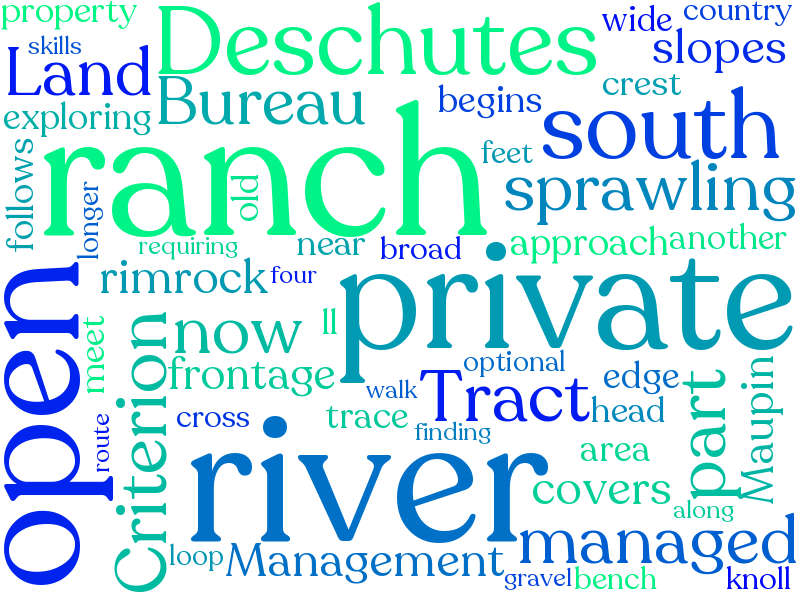 property
Deschutes
wide
country
skills
slopes
Land
Bureau
begins
crest
exploring
south
ranch
feet
follows
old
sprawling
longer
requiring
near
broad
approach
another
open
rimrock
four
private
meet
Criterion
now
ll
frontage
optional
edge
walk
Tract
part
Maupin
route
cross
trace
head
finding
river
area
covers
along
managed
loop
Management
gravel
bench
knoll